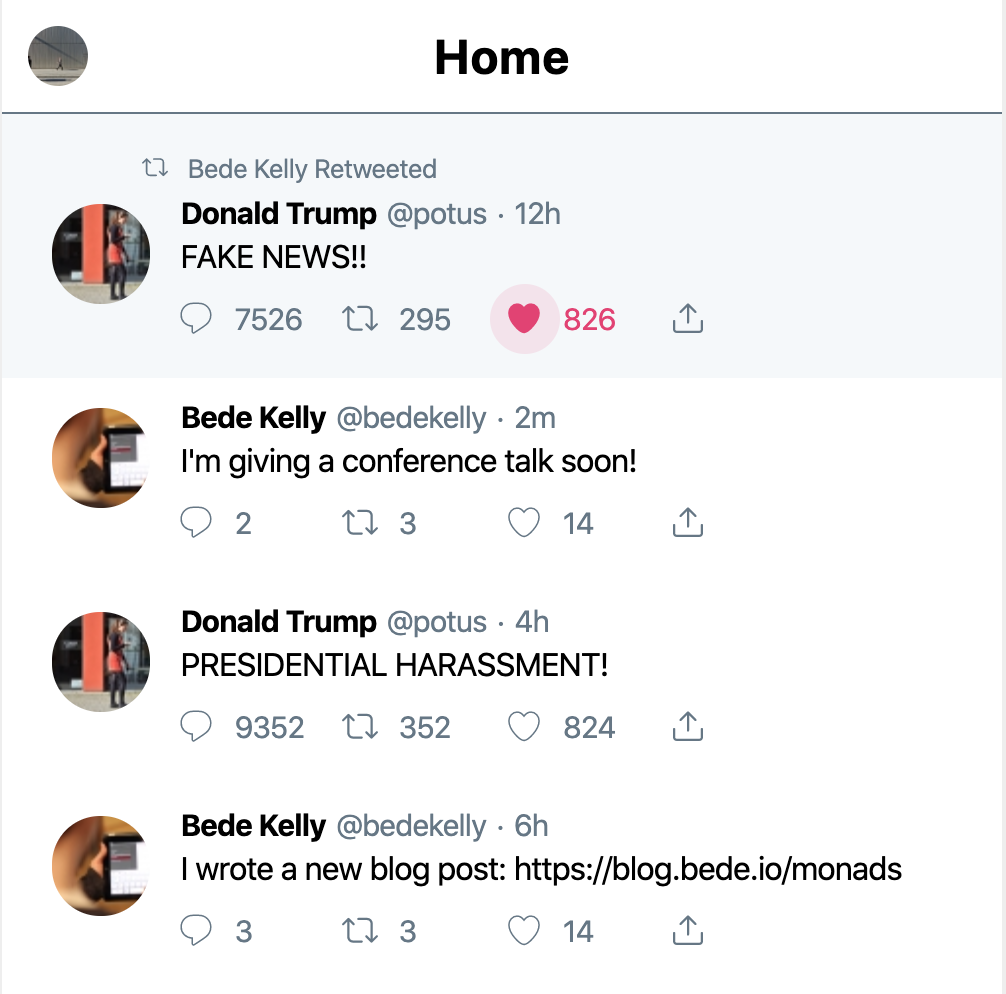 Home
Bede Kelly Retweeted
Donald Trump @potus · 12h
FAKE NEWS!!
7526 295 826
Bede Kelly @bedekelly · 2m
I'm giving a conference talk soon!
2 3 14
Donald Trump @potus · 4h
PRESIDENTIAL HARASSMENT!
9352 352 824
Bede Kelly @bedekelly · 6h
I wrote a new blog post: https://blog.bede.io/monads
3 3 14